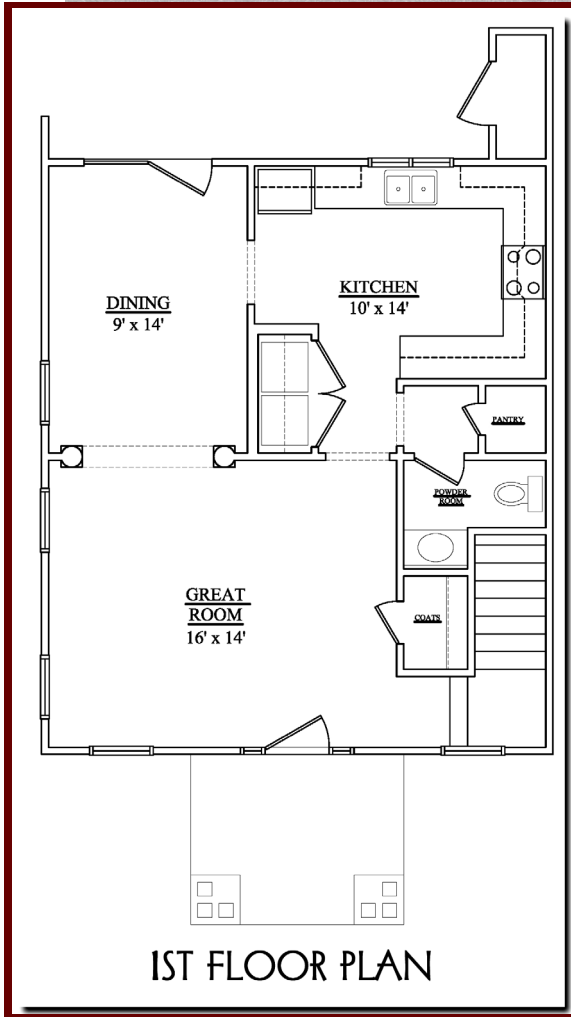 KITCHEN
10' x 14'
DINING
9' x 14'
PANTRY
POWDER
ROOM
GREAT
ROOM
16' x 14'
COATS
1ST FLOOR PLAN